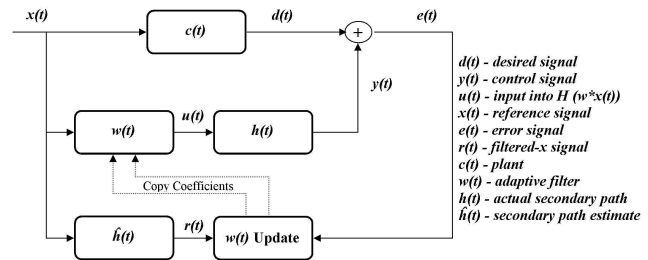 x(t)
c(t)
d(t)
+
e(t)
y(t)
w(t)
u(t)
h(t)
Copy Coefficients
ĥ(t)
r(t)
w(t) Update
d(t) - desired signal
y(t) - control signal
u(t) - input into H (w*x(t))
x(t) - reference signal
e(t) - error signal
r(t) - filtered-x signal
c(t) - plant
w(t) - adaptive filter
h(t) - actual secondary path
ĥ(t) - secondary path estimate